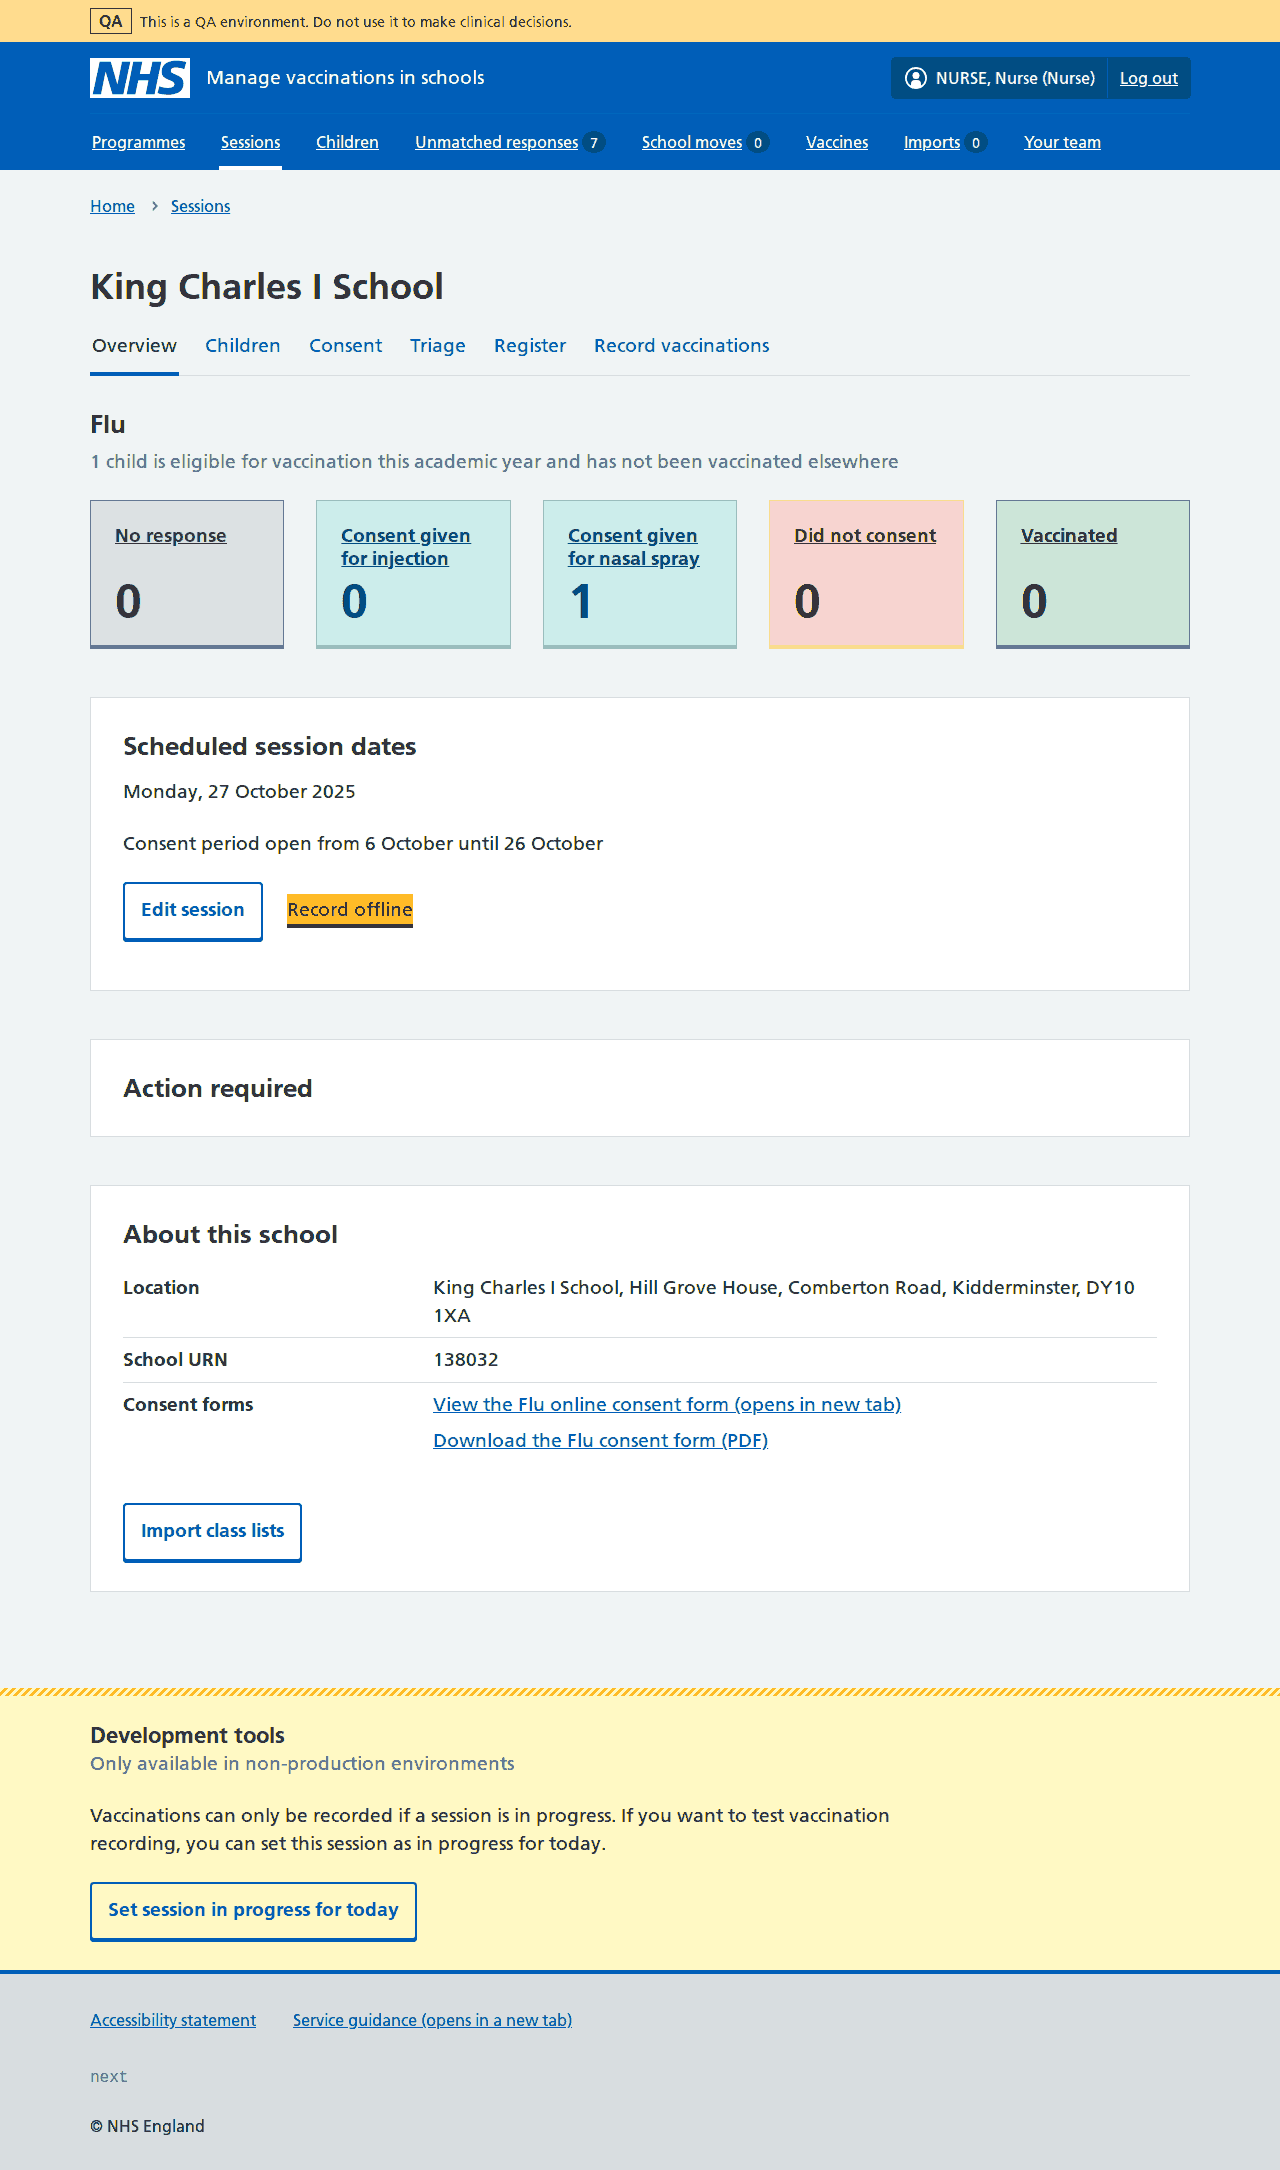 QA This is a QA environment. Do not use it to make clinical decisions.
NHS Manage vaccinations in schools NURSE, Nurse (Nurse) Log out
Programmes Sessions Children Unmatched responses 7 School moves 0 Vaccines Imports 0 Your team
Home Sessions
King Charles I School
Overview Children Consent Triage Register Record vaccinations
Flu
1 child is eligible for vaccination this academic year and has not been vaccinated elsewhere
No response
0
Consent given
for injection
0
Consent given
for nasal spray
1
Did not consent
0
Vaccinated
0
Scheduled session dates
Monday, 27 October 2025
Consent period open from 6 October until 26 October
Edit session Record offline
Action required
About this school
Location King Charles I School, Hill Grove House, Comberton Road, Kidderminster, DY10
1XA
School URN 138032
Consent forms View the Flu online consent form (opens in new tab)
Download the Flu consent form (PDF)
Import class lists
Development tools
Only available in non-production environments
Vaccinations can only be recorded if a session is in progress. If you want to test vaccination
recording, you can set this session as in progress for today.
Set session in progress for today
Accessibility statement Service guidance (opens in a new tab)
next
© NHS England